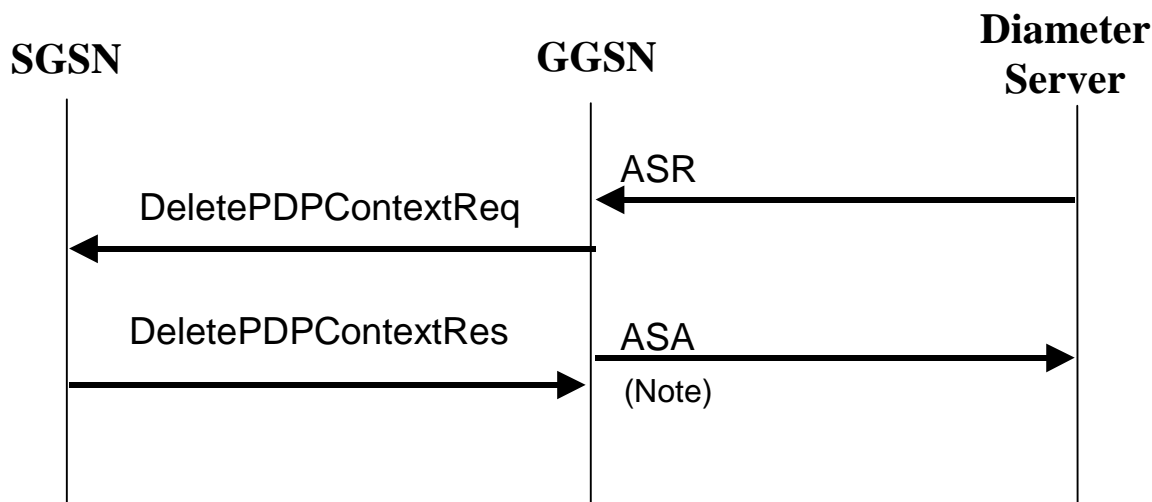 SGSN
GGSN
Diameter
Server
ASR
DeletePDPContextReq
DeletePDPContextRes
ASA
(Note)